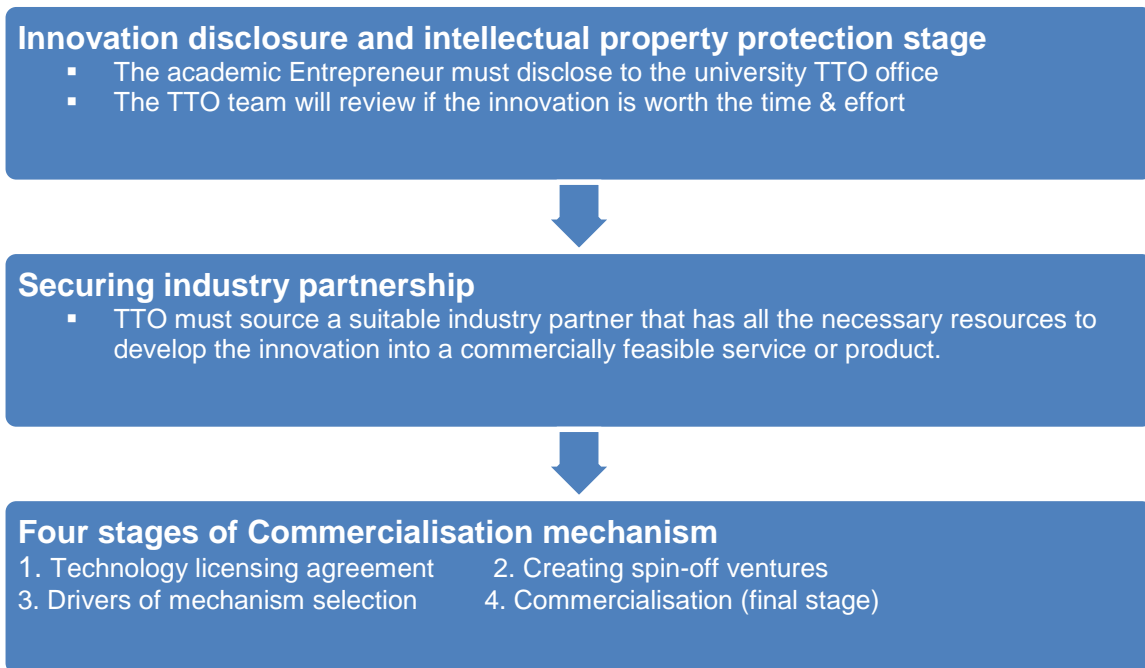 Innovation disclosure and intellectual property protection stage
▪ The academic Entrepreneur must disclose to the university TTO office
▪ The TTO team will review if the innovation is worth the time & effort
Securing industry partnership
▪ TTO must source a suitable industry partner that has all the necessary resources to
develop the innovation into a commercially feasible service or product.
Four stages of Commercialisation mechanism
1. Technology licensing agreement 2. Creating spin-off ventures
3. Drivers of mechanism selection 4. Commercialisation (final stage)